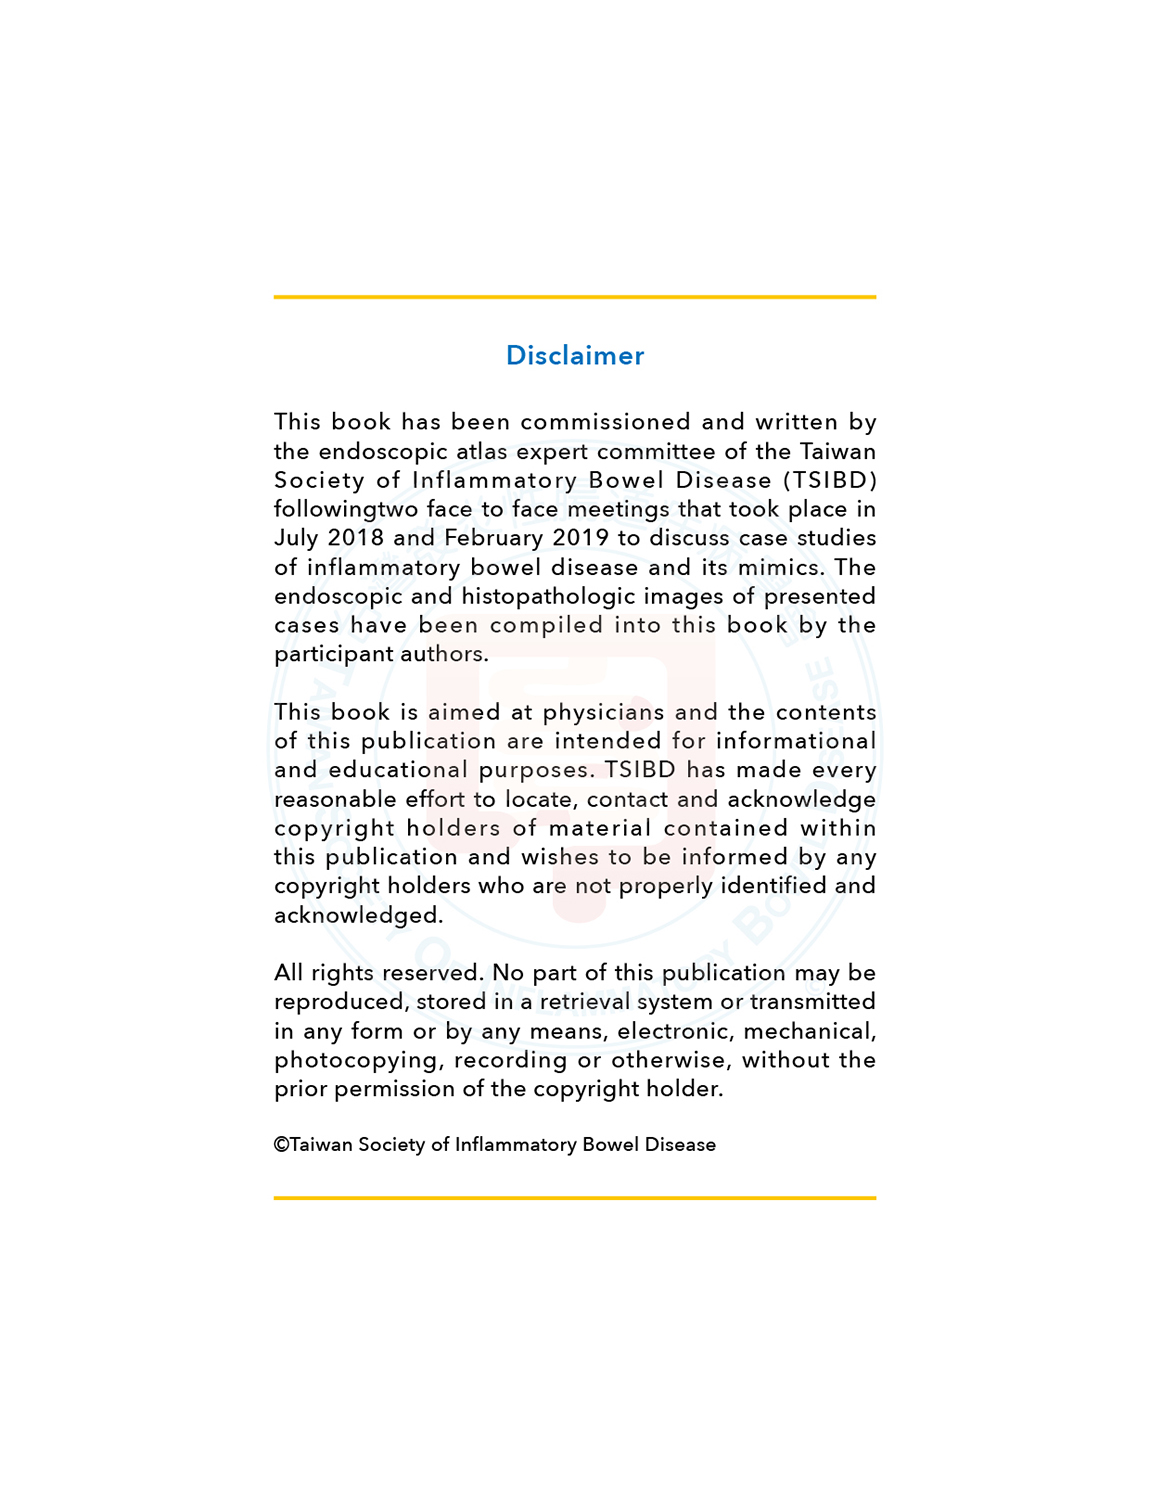 Disclaimer
This book has been commissioned and written by
the endoscopic atlas expert committee of the Taiwan
Society of Inflammatory Bowel Disease (TSIBD)
followingtwo face to face meetings that took place in
July 2018 and February 2019 to discuss case studies
of inflammatory bowel disease and its mimics. The
endoscopic and histopathologic images of presented
cases have been compiled into this book by the
participant authors.
This book is aimed at physicians and the contents
of this publication are intended for informational
and educational purposes. TSIBD has made every
reasonable effort to locate, contact and acknowledge
copyright holders of material contained within
this publication and wishes to be informed by any
copyright holders who are not properly identified and
acknowledged.
All rights reserved. No part of this publication may be
reproduced, stored in a retrieval system or transmitted
in any form or by any means, electronic, mechanical,
photocopying, recording or otherwise, without the
prior permission of the copyright holder.
©Taiwan Society of Inflammatory Bowel Disease